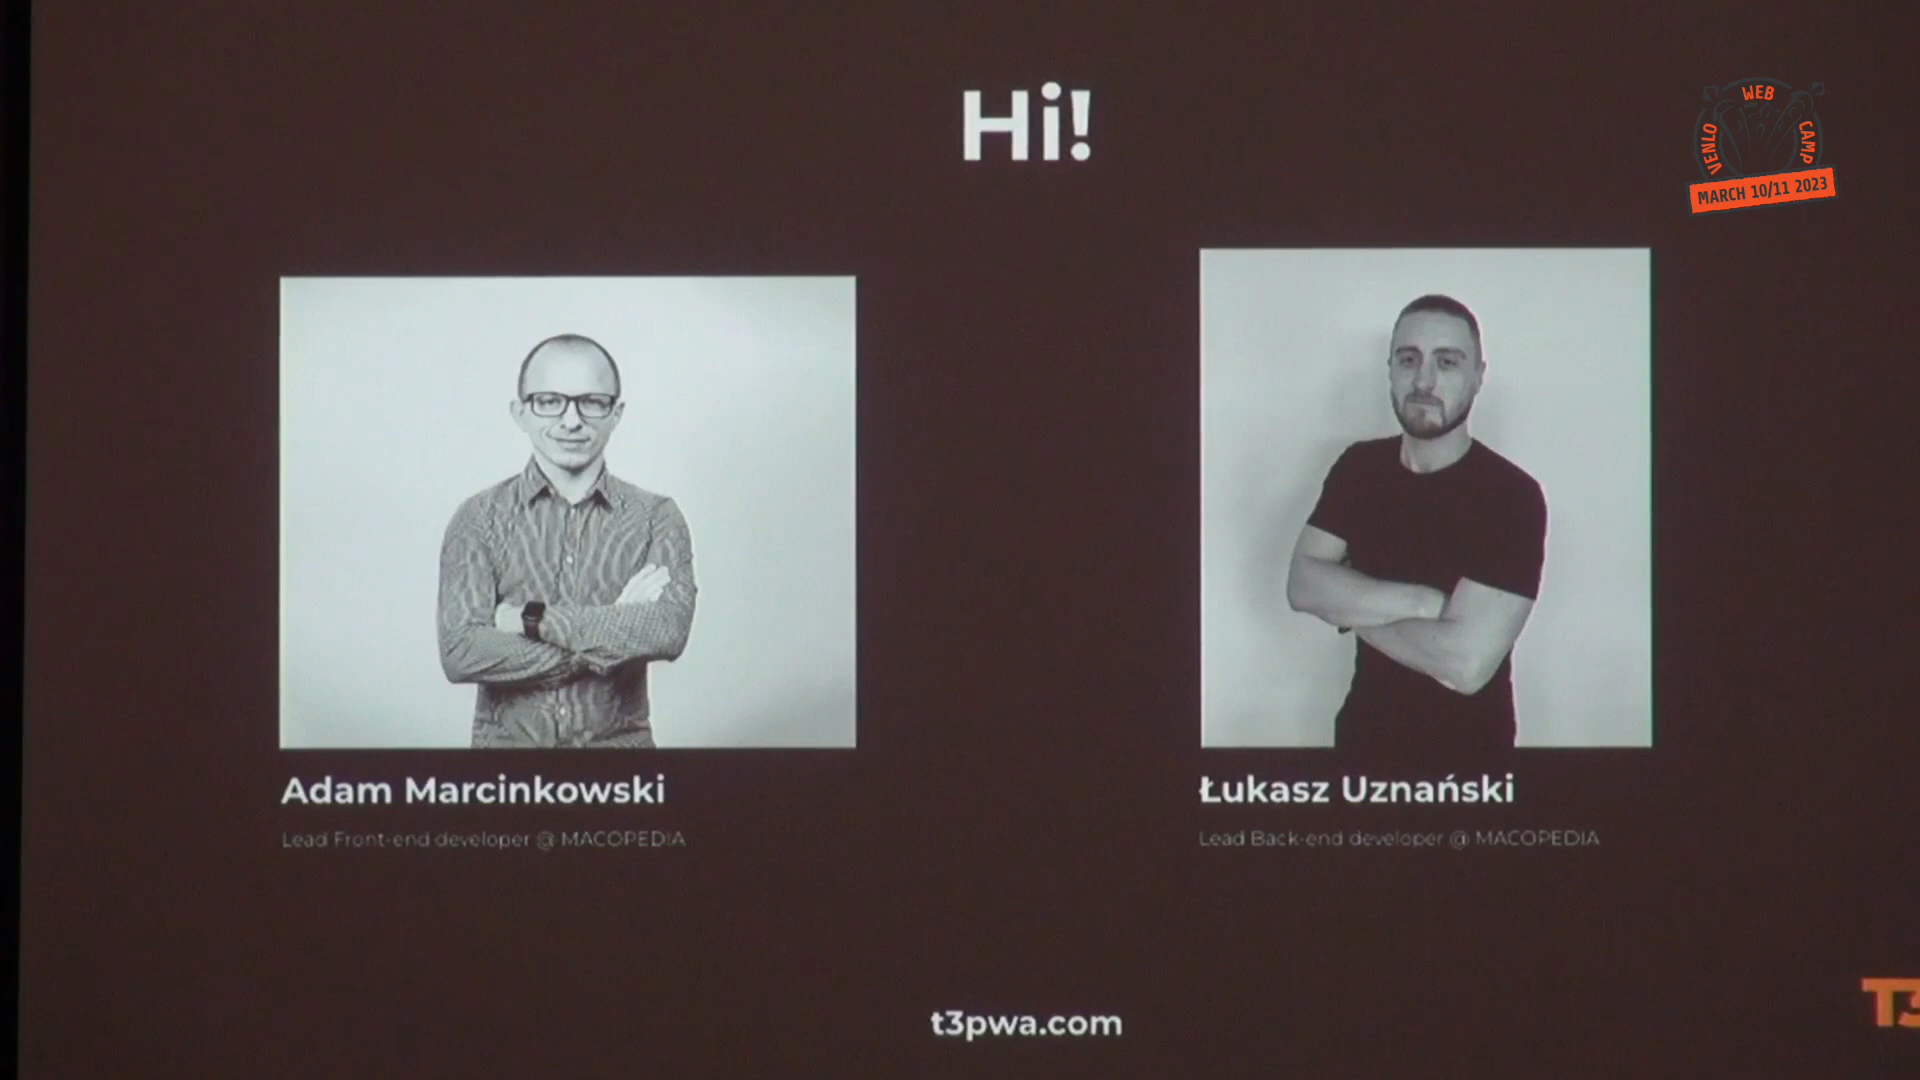 Hi!
VENLO WEB CAMP
MARCH 10/11 2023
Adam Marcinkowski
Lead Front-end developer @ MACOPEDIA
Łukasz Uznański
Lead Back-end developer @ MACOPEDIA
t3pwa.com
T3